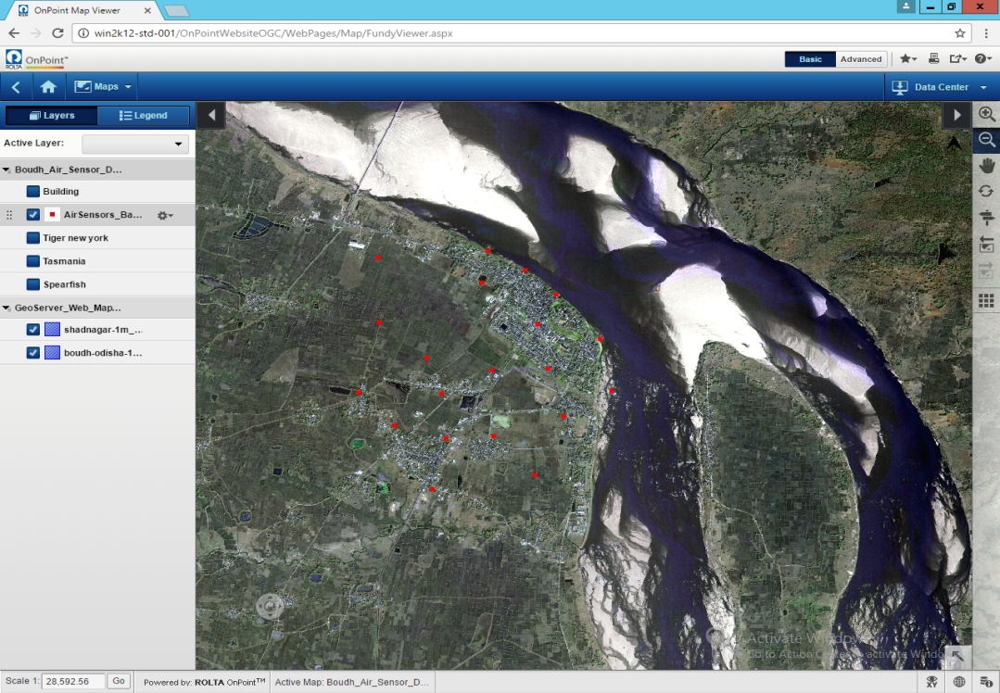 OnPoint Map Viewer
win2k12-std-001/OnPointWebsiteOGC/WebPages/Map/FundyViewer.aspx
ROLTA OnPoint™
Basic Advanced
Maps
Data Center
Layers Legend
Active Layer:
Boudh_Air_Sensor_D...
Building
AirSensors_Ba...
Tiger new york
Tasmania
Spearfish
GeoServer_Web_Map...
shadnagar-1m_...
boudh-odisha-1...
Activate Windows
Go to Action Center to activate Windo
Scale 1: 28,592.56 Go
Powered by: ROLTA OnPoint™
Active Map: Boudh_Air_Sensor_D...
XY